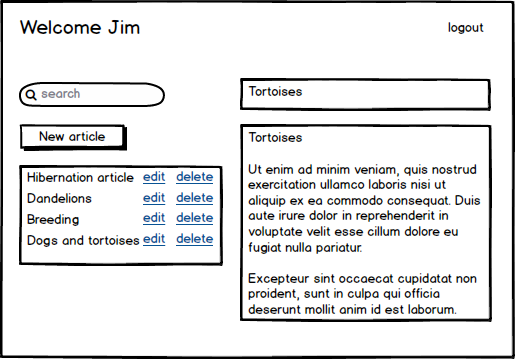 Welcome Jim
logout
search
New article
Hibernation article edit delete
Dandelions edit delete
Breeding edit delete
Dogs and tortoises edit delete
Tortoises
Tortoises
Ut enim ad minim veniam, quis nostrud
exercitation ullamco laboris nisi ut
aliquip ex ea commodo consequat. Duis
aute irure dolor in reprehenderit in
voluptate velit esse cillum dolore eu
fugiat nulla pariatur.
Excepteur sint occaecat cupidatat non
proident, sunt in culpa qui officia
deserunt mollit anim id est laborum.